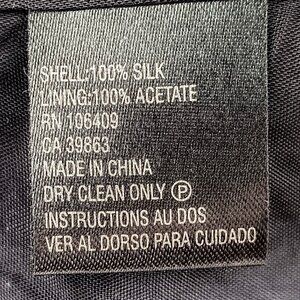 SHELL:100% SILK
LINING:100% ACETATE
RN 106409
CA 39863
MADE IN CHINA
DRY CLEAN ONLY Ⓟ
INSTRUCTIONS AU DOS
VER AL DORSO PARA CUIDADO